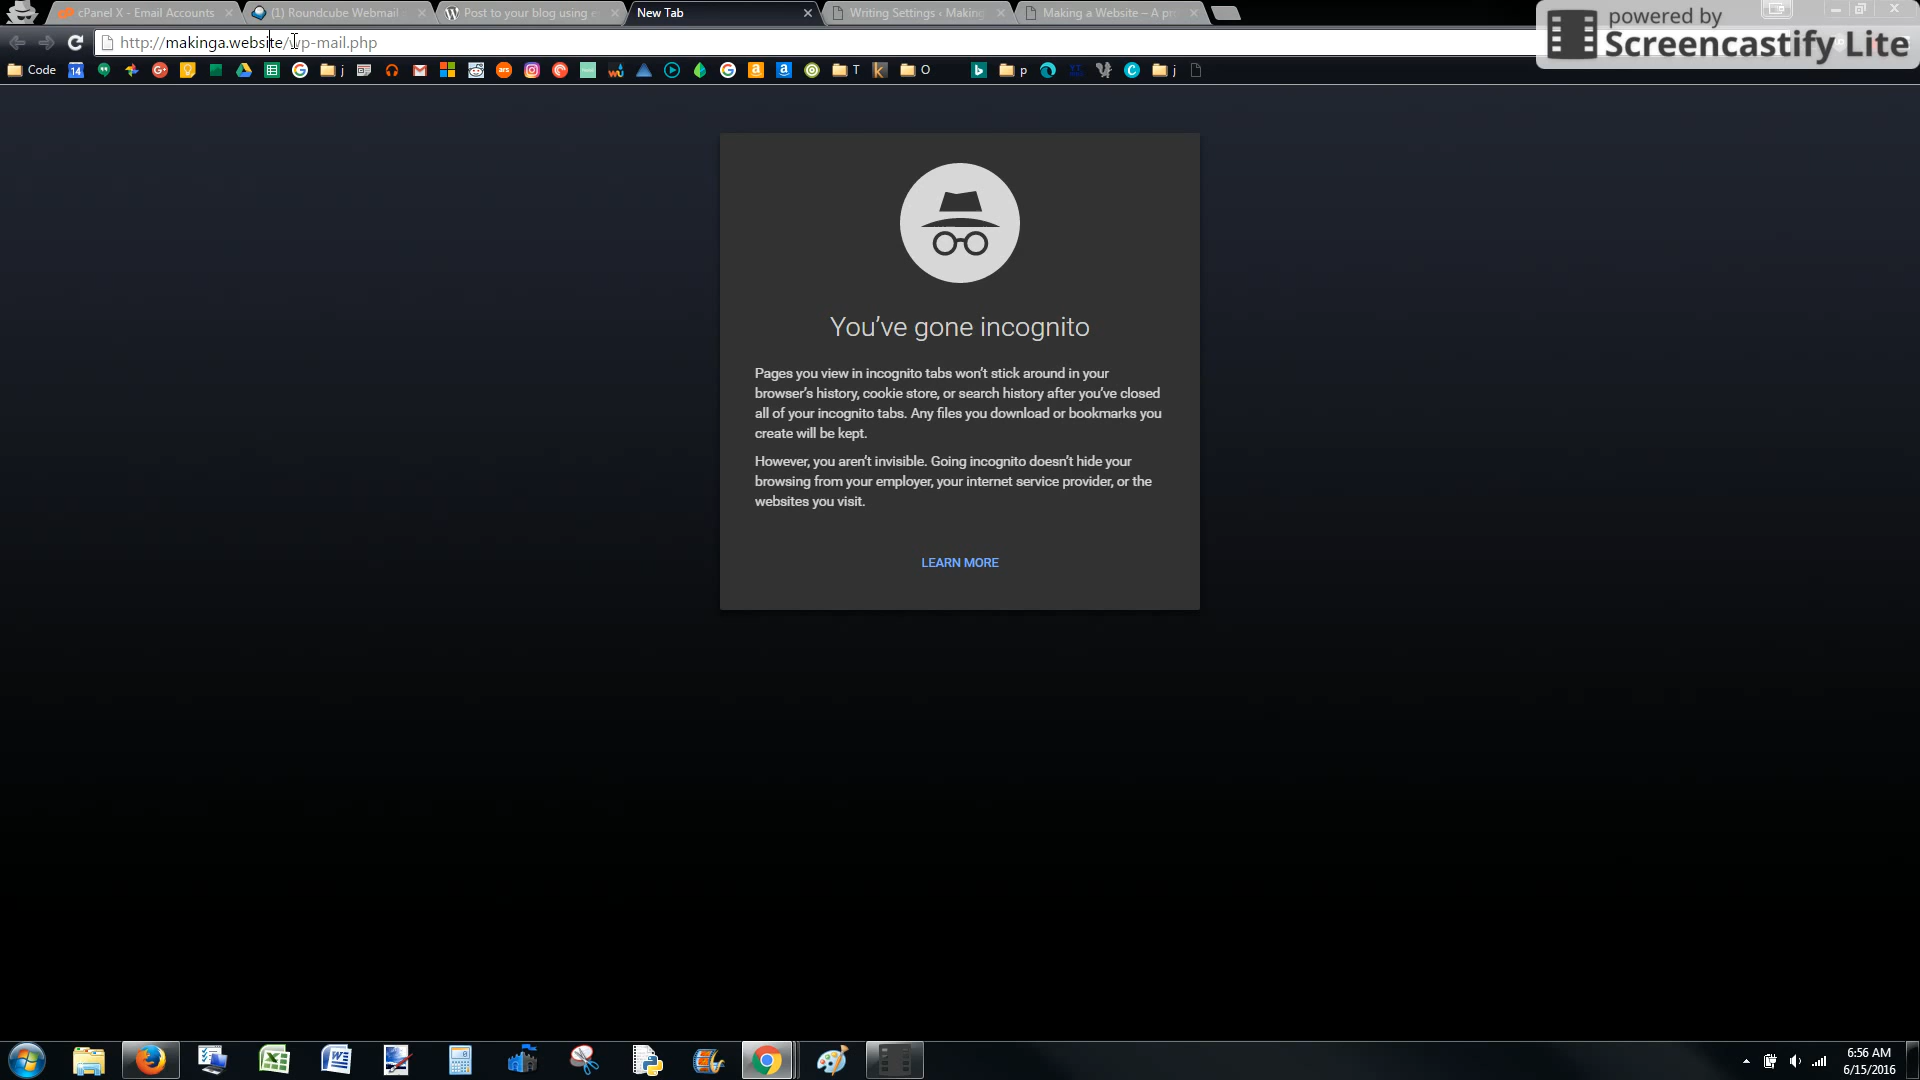 cPanel X - Email Accounts
(1) Roundcube Webmail
Post to your blog using e
New Tab
Writing Settings ‹ Making
Making a Website – A pr
powered by
Screencastify Lite
http://makinga.website/wp-mail.php
Code
14
j
ars
T
k
O
b
p
j
You’ve gone incognito
Pages you view in incognito tabs won’t stick around in your
browser’s history, cookie store, or search history after you’ve closed
all of your incognito tabs. Any files you download or bookmarks you
create will be kept.
However, you aren’t invisible. Going incognito doesn’t hide your
browsing from your employer, your internet service provider, or the
websites you visit.
LEARN MORE
6:56 AM
6/15/2016